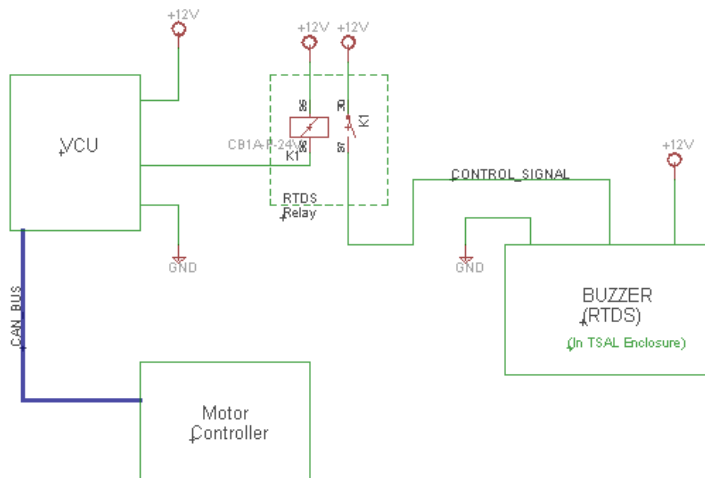 +12V
+12V
+12V
VCU
86
30
CB1A-P-24V
85
K1
87
K1
RTDS
Relay
CONTROL_SIGNAL
+12V
GND
GND
BUZZER
(RTDS)
(In TSAL Enclosure)
CAN_BUS
Motor
Controller